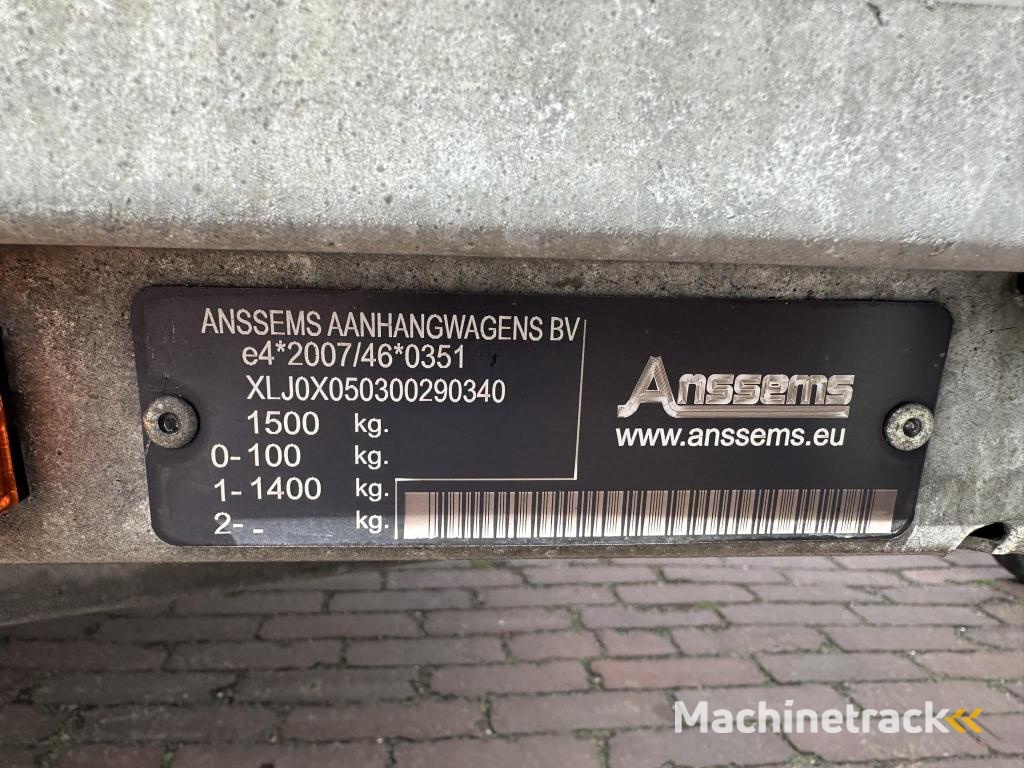 ANSSEMS AANHANGWAGENS BV
e4*2007/46*0351
XLJ0X050300290340
1500 kg.
0- 100 kg.
1- 1400 kg.
2- - kg.
Anssems
www.anssems.eu
Machinetrack